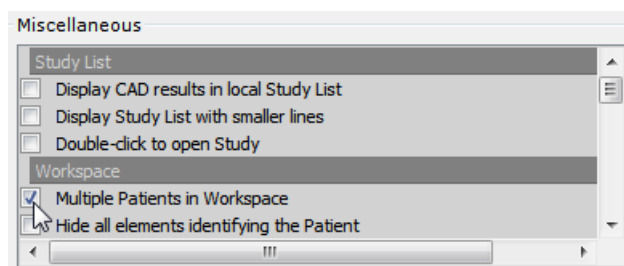 Miscellaneous
Study List
Display CAD results in local Study List
Display Study List with smaller lines
Double-click to open Study
Workspace
Multiple Patients in Workspace
Hide all elements identifying the Patient